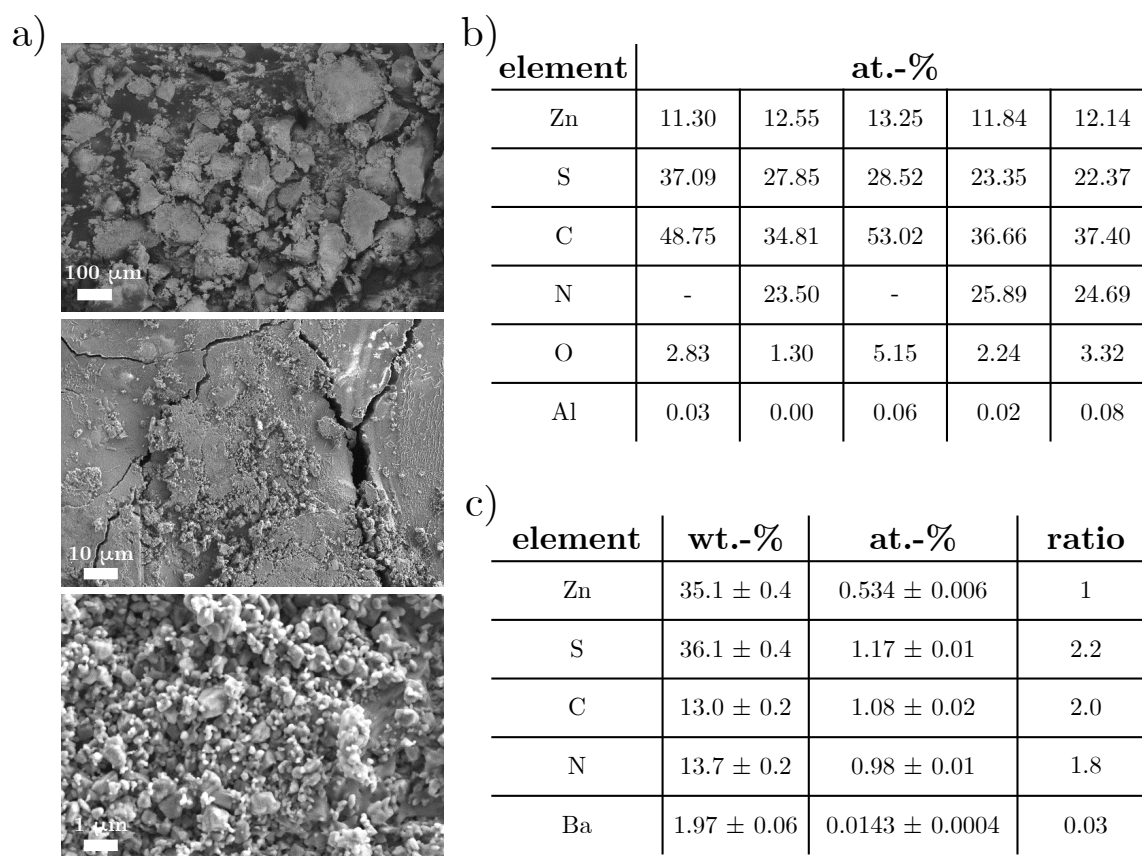 a)
100 µm
10 µm
1 µm
b)
element at.-%
Zn 11.30 12.55 13.25 11.84 12.14
S 37.09 27.85 28.52 23.35 22.37
C 48.75 34.81 53.02 36.66 37.40
N - 23.50 - 25.89 24.69
O 2.83 1.30 5.15 2.24 3.32
Al 0.03 0.00 0.06 0.02 0.08
c)
element wt.-% at.-% ratio
Zn 35.1 ± 0.4 0.534 ± 0.006 1
S 36.1 ± 0.4 1.17 ± 0.01 2.2
C 13.0 ± 0.2 1.08 ± 0.02 2.0
N 13.7 ± 0.2 0.98 ± 0.01 1.8
Ba 1.97 ± 0.06 0.0143 ± 0.0004 0.03